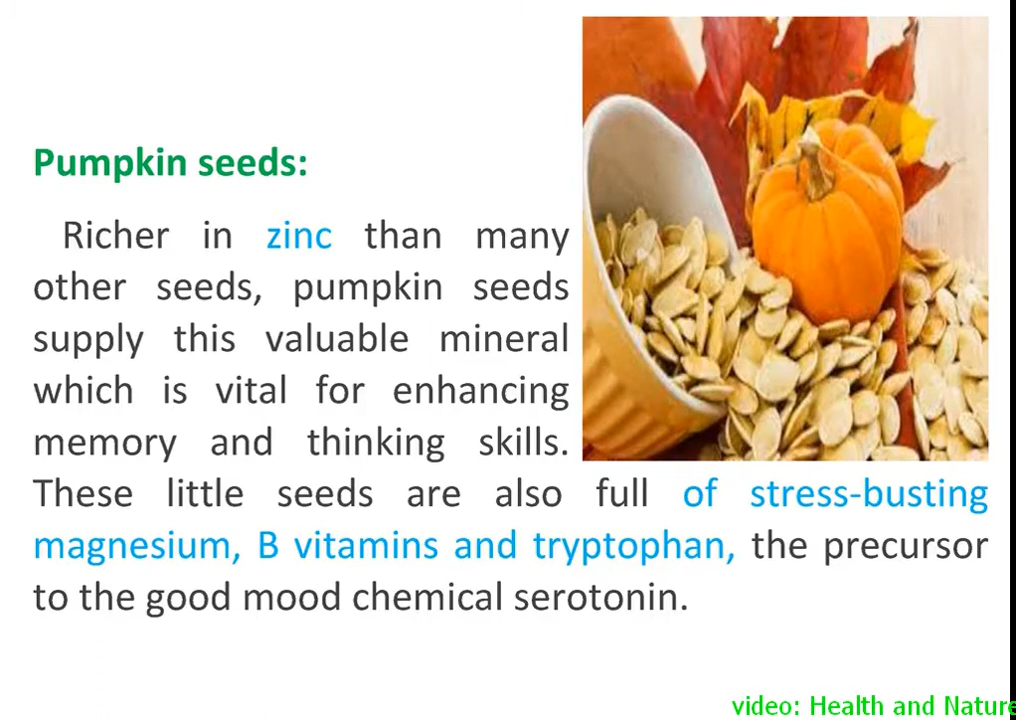 Pumpkin seeds:
Richer in zinc than many
other seeds, pumpkin seeds
supply this valuable mineral
which is vital for enhancing
memory and thinking skills.
These little seeds are also full of stress-busting
magnesium, B vitamins and tryptophan, the precursor
to the good mood chemical serotonin.
video: Health and Nature